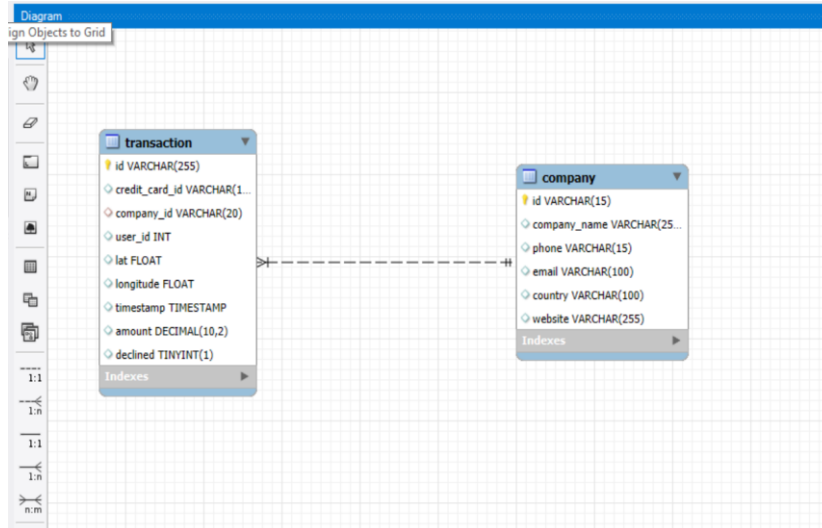 Diagram
ign Objects to Grid
transaction
id VARCHAR(255)
credit_card_id VARCHAR(1...
company_id VARCHAR(20)
user_id INT
lat FLOAT
longitude FLOAT
timestamp TIMESTAMP
amount DECIMAL(10,2)
declined TINYINT(1)
Indexes
company
id VARCHAR(15)
company_name VARCHAR(25...
phone VARCHAR(15)
email VARCHAR(100)
country VARCHAR(100)
website VARCHAR(255)
Indexes
1:1
1:n
1:1
1:n
n:m